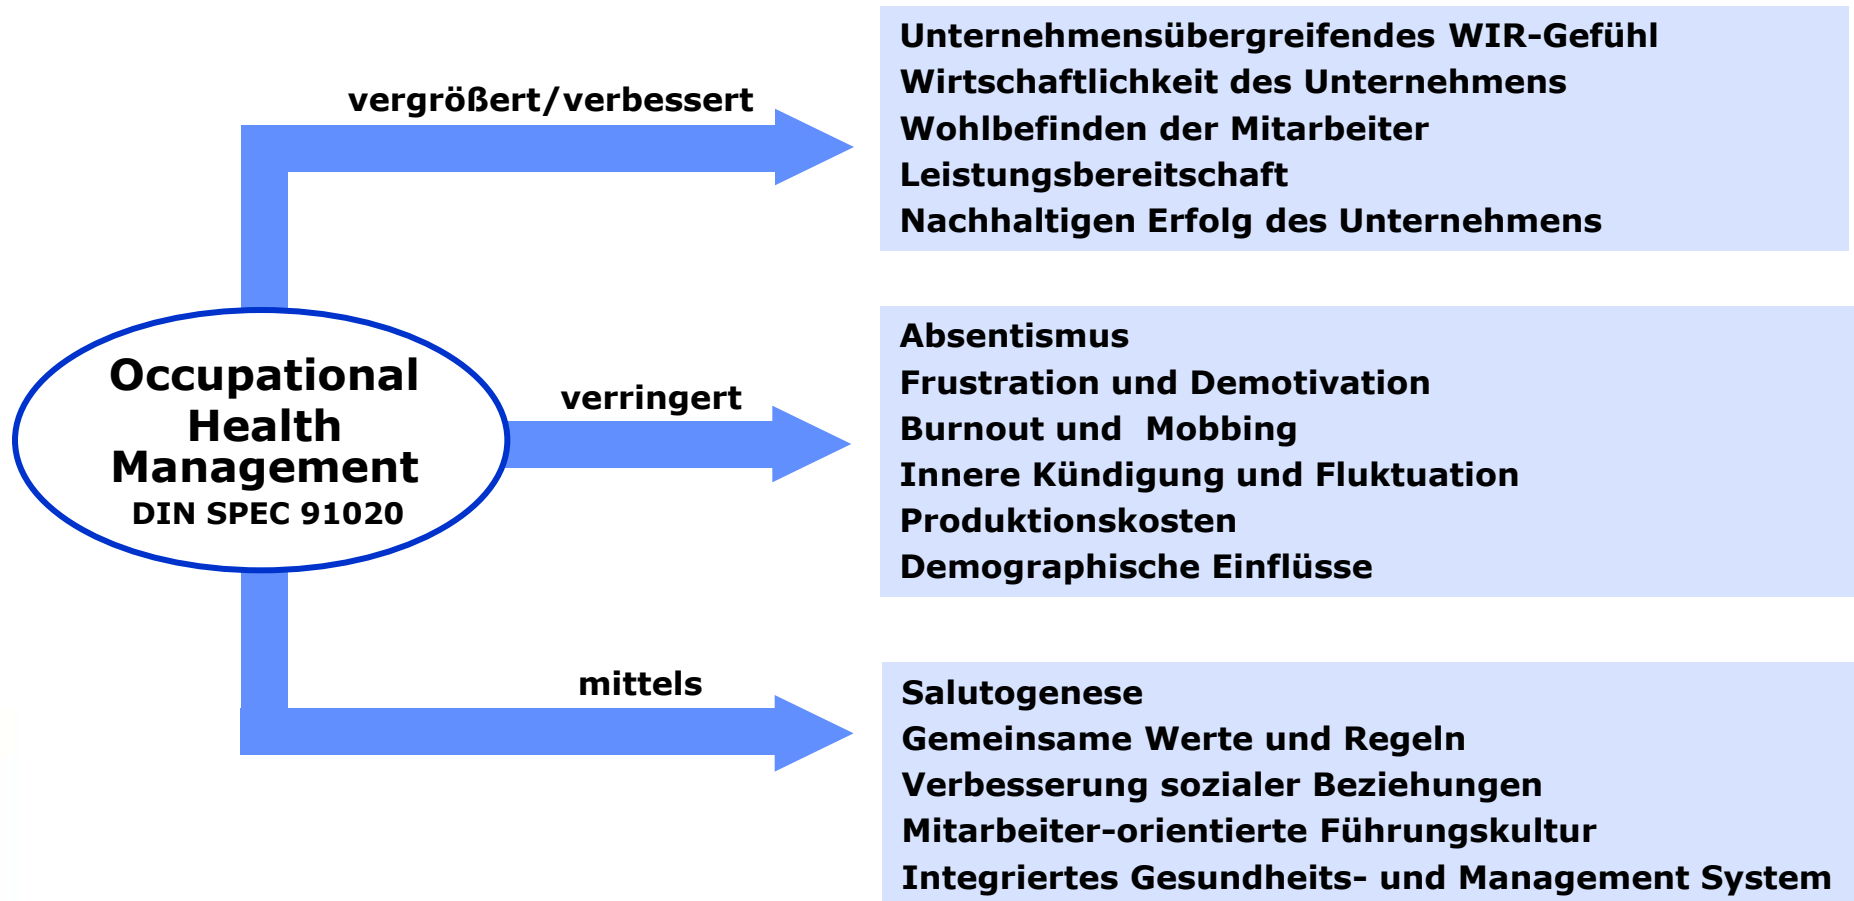 vergrößert/verbessert
Unternehmensübergreifendes WIR-Gefühl
Wirtschaftlichkeit des Unternehmens
Wohlbefinden der Mitarbeiter
Leistungsbereitschaft
Nachhaltigen Erfolg des Unternehmens
Occupational
Health
Management
DIN SPEC 91020
verringert
Absentismus
Frustration und Demotivation
Burnout und  Mobbing
Innere Kündigung und Fluktuation
Produktionskosten
Demographische Einflüsse
mittels
Salutogenese
Gemeinsame Werte und Regeln
Verbesserung sozialer Beziehungen
Mitarbeiter-orientierte Führungskultur
Integriertes Gesundheits- und Management System